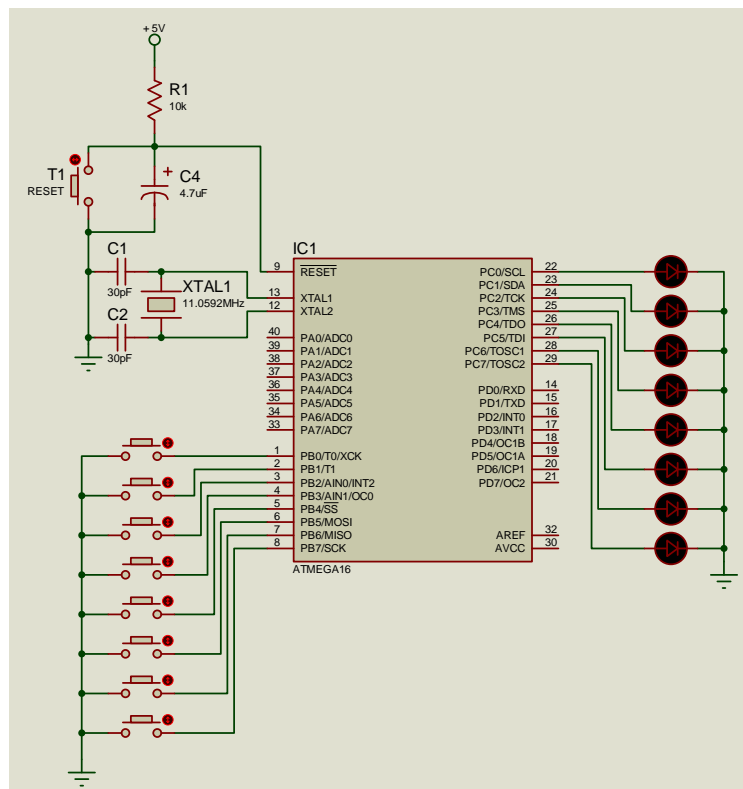 +5V
R1
10k
T1
RESET
+
C4
4.7uF
C1
30pF
XTAL1
11.0592MHz
C2
30pF
IC1
9 RESET
13 XTAL1
12 XTAL2
40 PA0/ADC0
39 PA1/ADC1
38 PA2/ADC2
37 PA3/ADC3
36 PA4/ADC4
35 PA5/ADC5
34 PA6/ADC6
33 PA7/ADC7
1 PB0/T0/XCK
2 PB1/T1
3 PB2/AIN0/INT2
4 PB3/AIN1/OC0
5 PB4/SS
6 PB5/MOSI
7 PB6/MISO
8 PB7/SCK
PC0/SCL 22
PC1/SDA 23
PC2/TCK 24
PC3/TMS 25
PC4/TDO 26
PC5/TDI 27
PC6/TOSC1 28
PC7/TOSC2 29
PD0/RXD 14
PD1/TXD 15
PD2/INT0 16
PD3/INT1 17
PD4/OC1B 18
PD5/OC1A 19
PD6/ICP1 20
PD7/OC2 21
AREF 32
AVCC 30
ATMEGA16